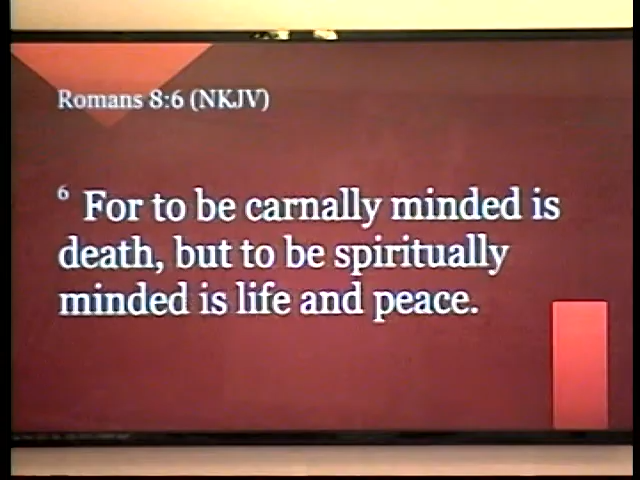 Romans 8:6 (NKJV)
6 For to be carnally minded is
death, but to be spiritually
minded is life and peace.